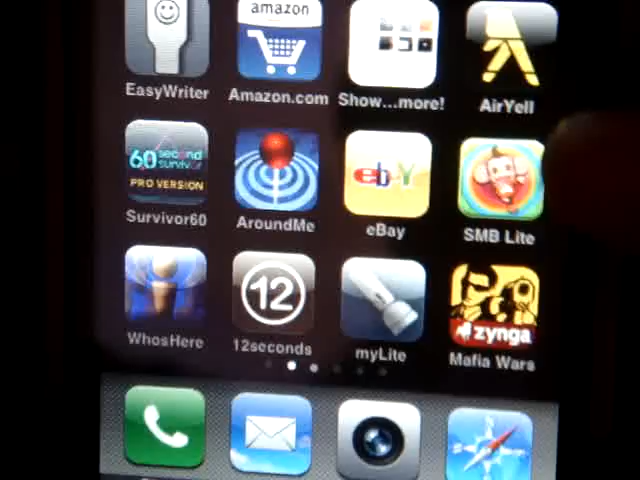 amazon
EasyWriter
Amazon.com
Show...more!
AirYell
60 second
survivor
PRO VERSION
ebY
Survivor60
AroundMe
eBay
SMB Lite
12
zynga
WhosHere
12seconds
myLite
Mafia Wars